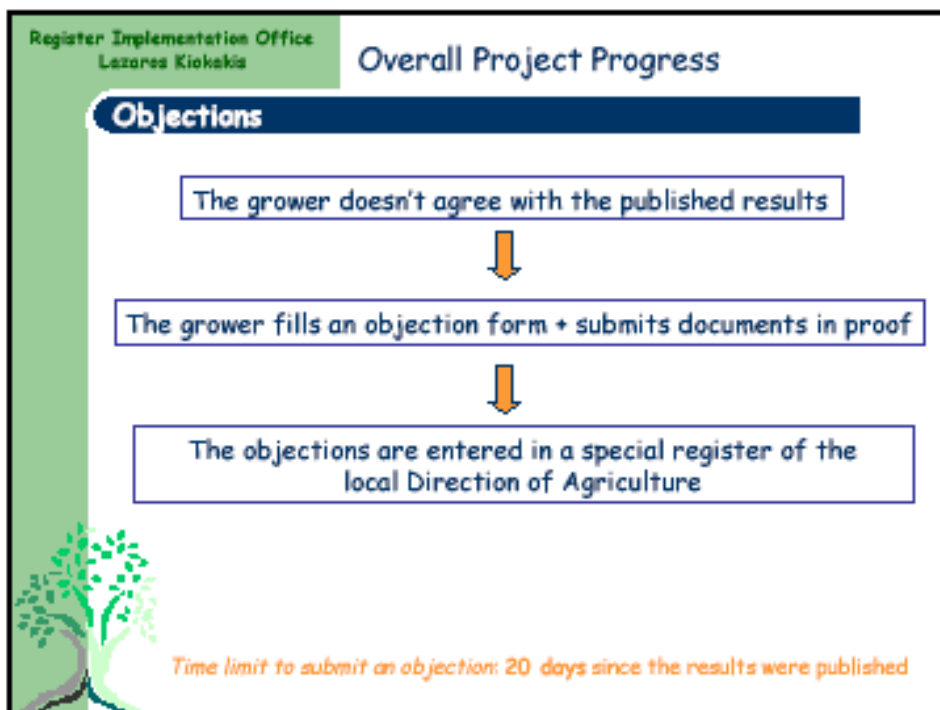 Register Implementation Office
Lazaros Kiokakis
Overall Project Progress
Objections
The grower doesn't agree with the published results
The grower fills an objection form + submits documents in proof
The objections are entered in a special register of the
local Direction of Agriculture
Time limit to submit an objection: 20 days since the results were published